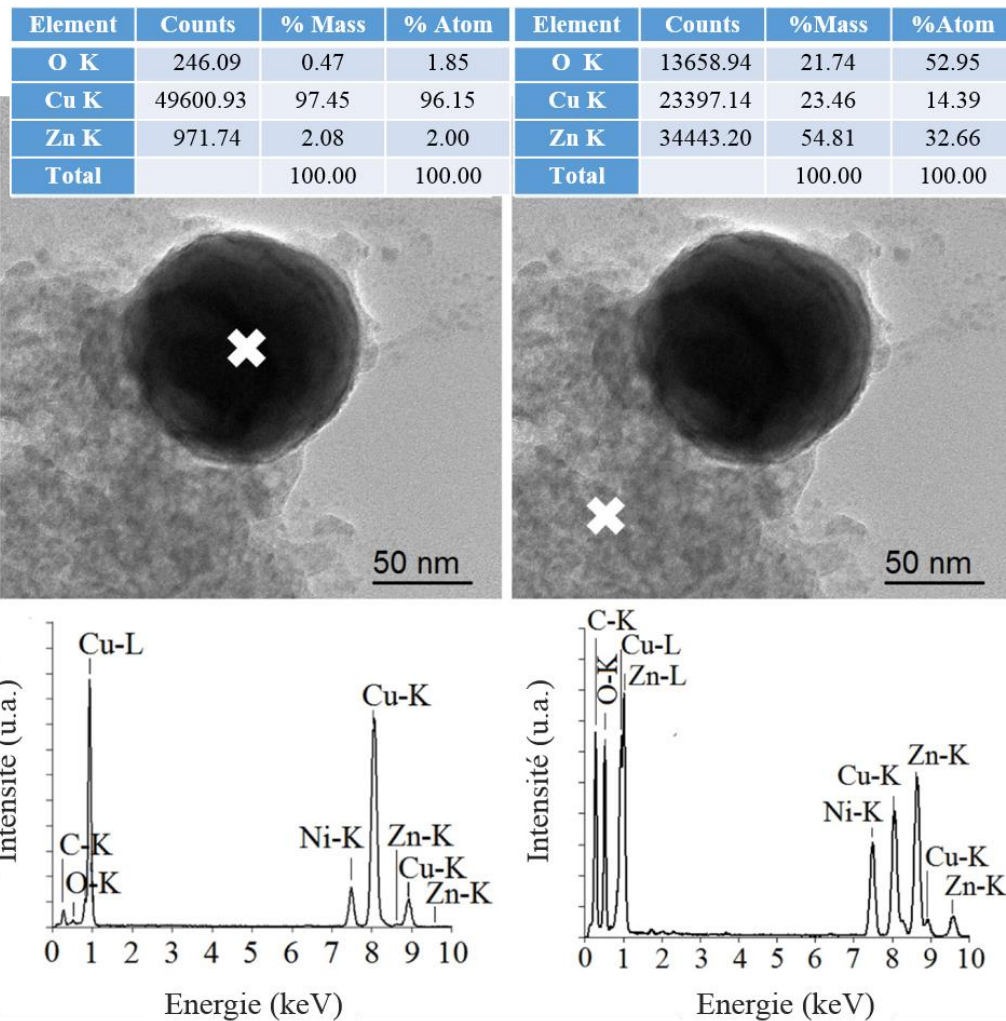 Element Counts % Mass % Atom
O K 246.09 0.47 1.85
Cu K 49600.93 97.45 96.15
Zn K 971.74 2.08 2.00
Total 100.00 100.00
Element Counts %Mass %Atom
O K 13658.94 21.74 52.95
Cu K 23397.14 23.46 14.39
Zn K 34443.20 54.81 32.66
Total 100.00 100.00
50 nm
50 nm
Intensite (u.a.)
Cu-L
Cu-K
Ni-K
Zn-K
C-K
Cu-K
O-K
Zn-K
0 1 2 3 4 5 6 7 8 9 10
Energie (keV)
Intensité (u.a.)
C-K
Cu-L
O-K
Zn-L
Zn-K
Cu-K
Ni-K
Cu-K
Zn-K
0 1 2 3 4 5 6 7 8 9 10
Energie (keV)